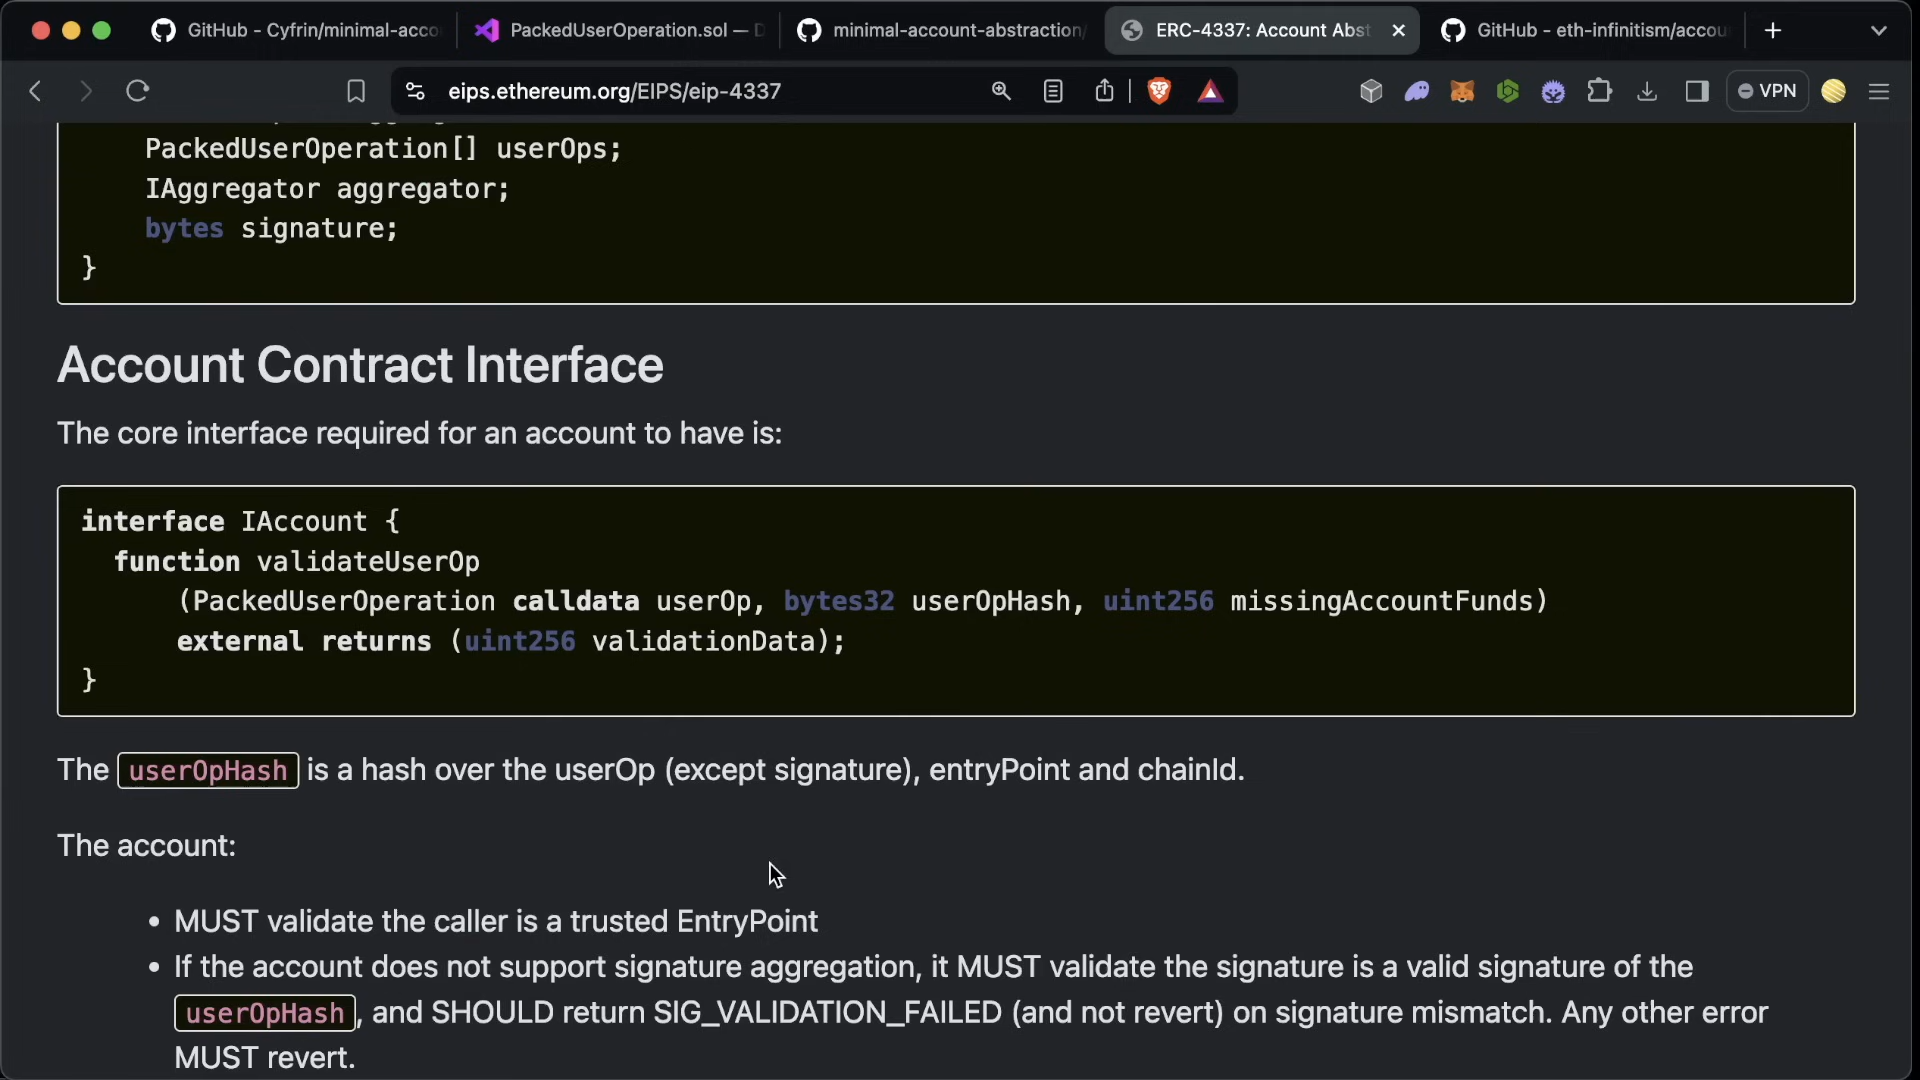 GitHub - Cyfrin/minimal-acco
PackedUserOperation.sol —
minimal-account-abstraction/
ERC-4337: Account Abst
GitHub - eth-infinitism/accou
eips.ethereum.org/EIPS/eip-4337
VPN
PackedUserOperation[] userOps;
IAggregator aggregator;
bytes signature;
}
Account Contract Interface
The core interface required for an account to have is:
interface IAccount {
function validateUserOp
(PackedUserOperation calldata userOp, bytes32 userOpHash, uint256 missingAccountFunds)
external returns (uint256 validationData);
}
The userOpHash is a hash over the userOp (except signature), entryPoint and chainId.
The account:
• MUST validate the caller is a trusted EntryPoint
• If the account does not support signature aggregation, it MUST validate the signature is a valid signature of the
userOpHash, and SHOULD return SIG_VALIDATION_FAILED (and not revert) on signature mismatch. Any other error
MUST revert.